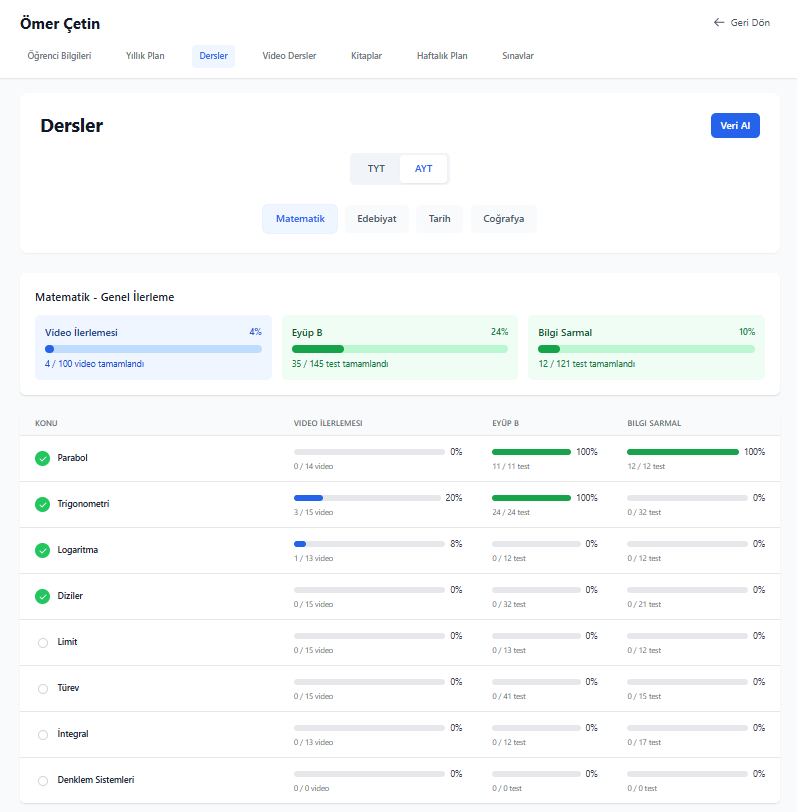 Ömer Çetin
← Geri Dön
Öğrenci Bilgileri Yıllık Plan Dersler Video Dersler Kitaplar Haftalık Plan Sınavlar
Dersler
Veri Al
TYT AYT
Matematik Edebiyat Tarih Coğrafya
Matematik - Genel İlerleme
Video İlerlemesi 4%
4 / 100 video tamamlandı
Eyüp B 24%
35 / 145 test tamamlandı
Bilgi Sarmal 10%
12 / 121 test tamamlandı
KONU VIDEO İLERLEMESI EYÜP B BILGI SARMAL
Parabol 0% 100% 100%
0 / 14 video 11 / 11 test 12 / 12 test
Trigonometri 20% 100% 0%
3 / 15 video 24 / 24 test 0 / 32 test
Logaritma 8% 0% 0%
1 / 13 video 0 / 12 test 0 / 12 test
Diziler 0% 0% 0%
0 / 15 video 0 / 32 test 0 / 21 test
Limit 0% 0% 0%
0 / 15 video 0 / 13 test 0 / 12 test
Türev 0% 0% 0%
0 / 15 video 0 / 41 test 0 / 15 test
İntegral 0% 0% 0%
0 / 13 video 0 / 12 test 0 / 17 test
Denklem Sistemleri 0% 0% 0%
0 / 0 video 0 / 0 test 0 / 0 test